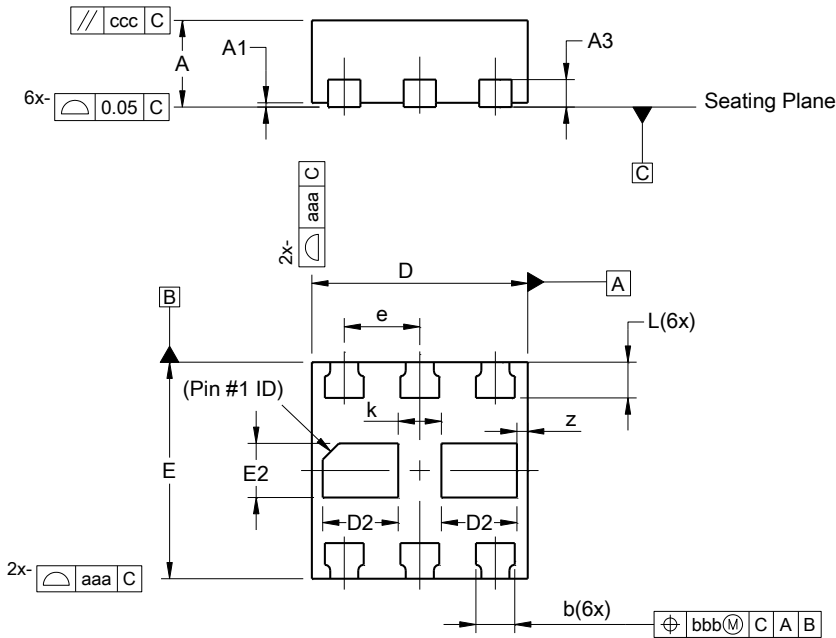 // ccc C
A1
A3
A
6x- ⌓ 0.05 C
Seating Plane
C
2x- ⌓ aaa C
D
A
B
e
L(6x)
(Pin #1 ID)
k
z
E
E2
D2
D2
2x- ⌓ aaa C
b(6x)
⌖ bbbⓂ C A B